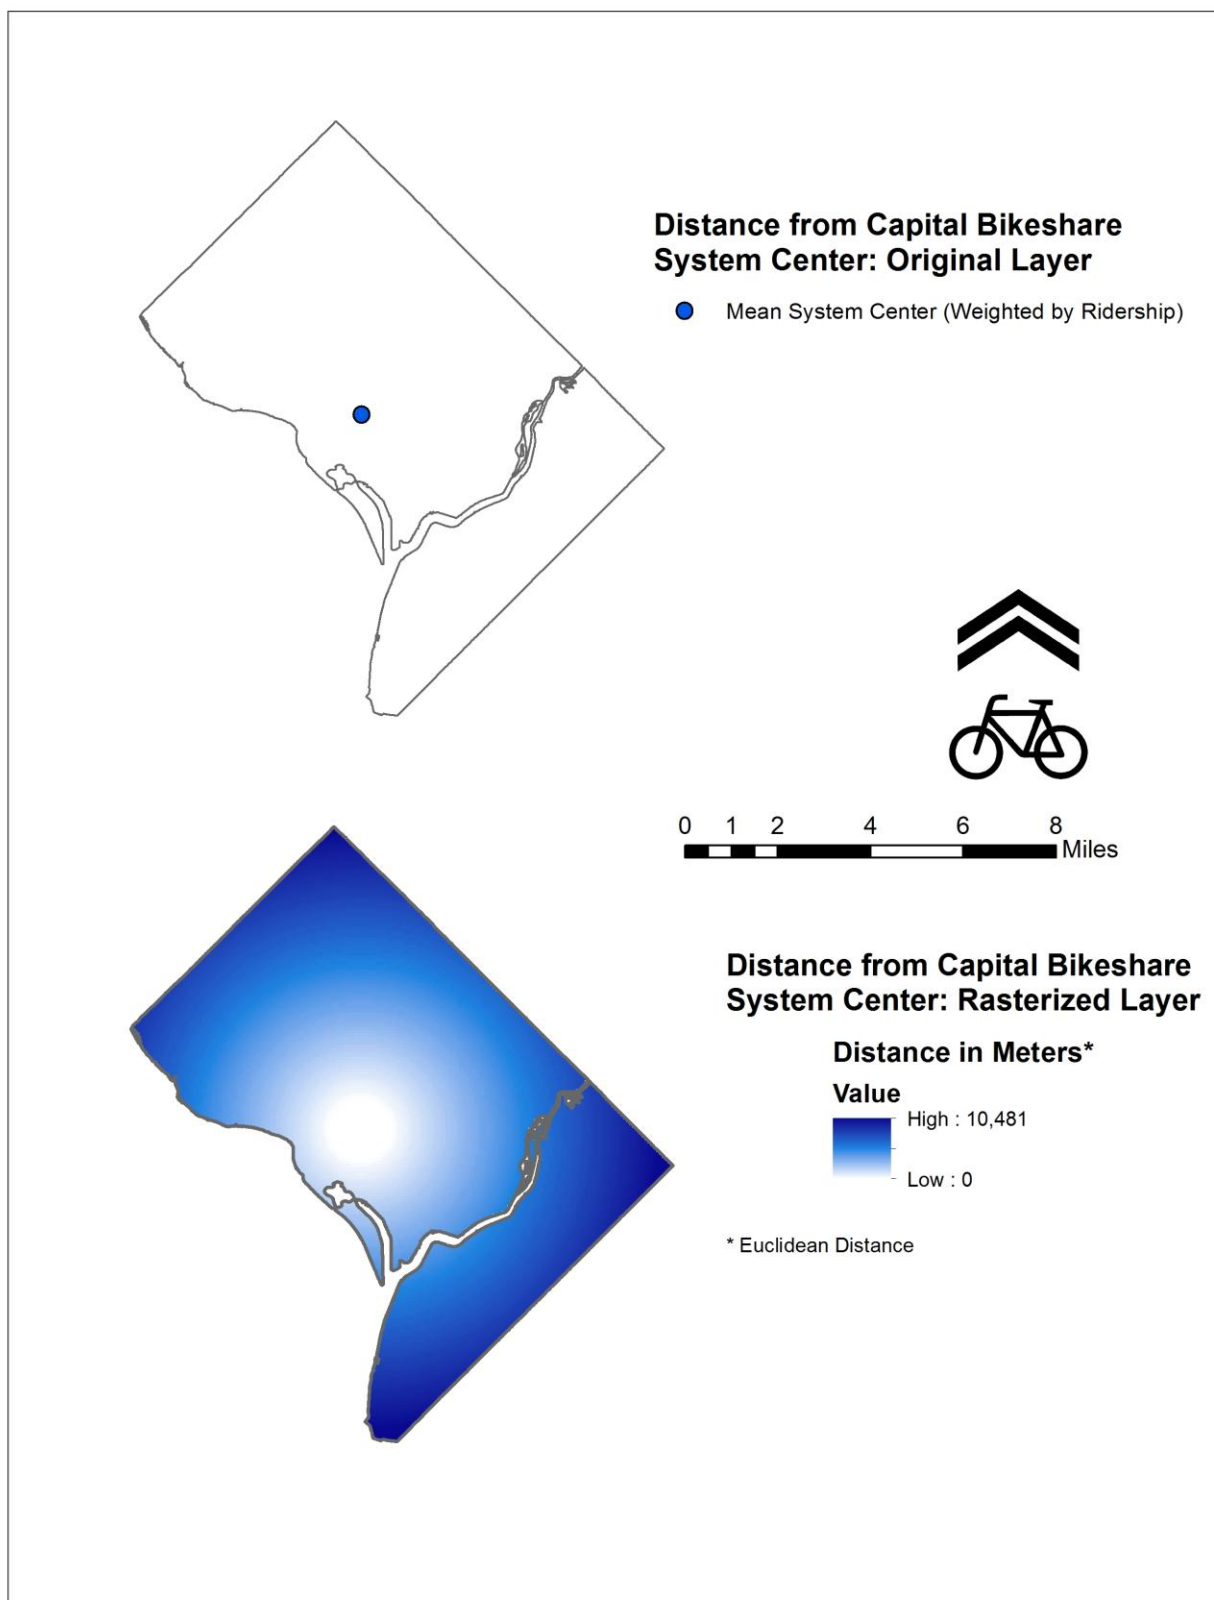 Distance from Capital Bikeshare
System Center: Original Layer
Mean System Center (Weighted by Ridership)
0 1 2 4 6 8
Miles
Distance from Capital Bikeshare
System Center: Rasterized Layer
Distance in Meters*
Value
High : 10,481
Low : 0
* Euclidean Distance